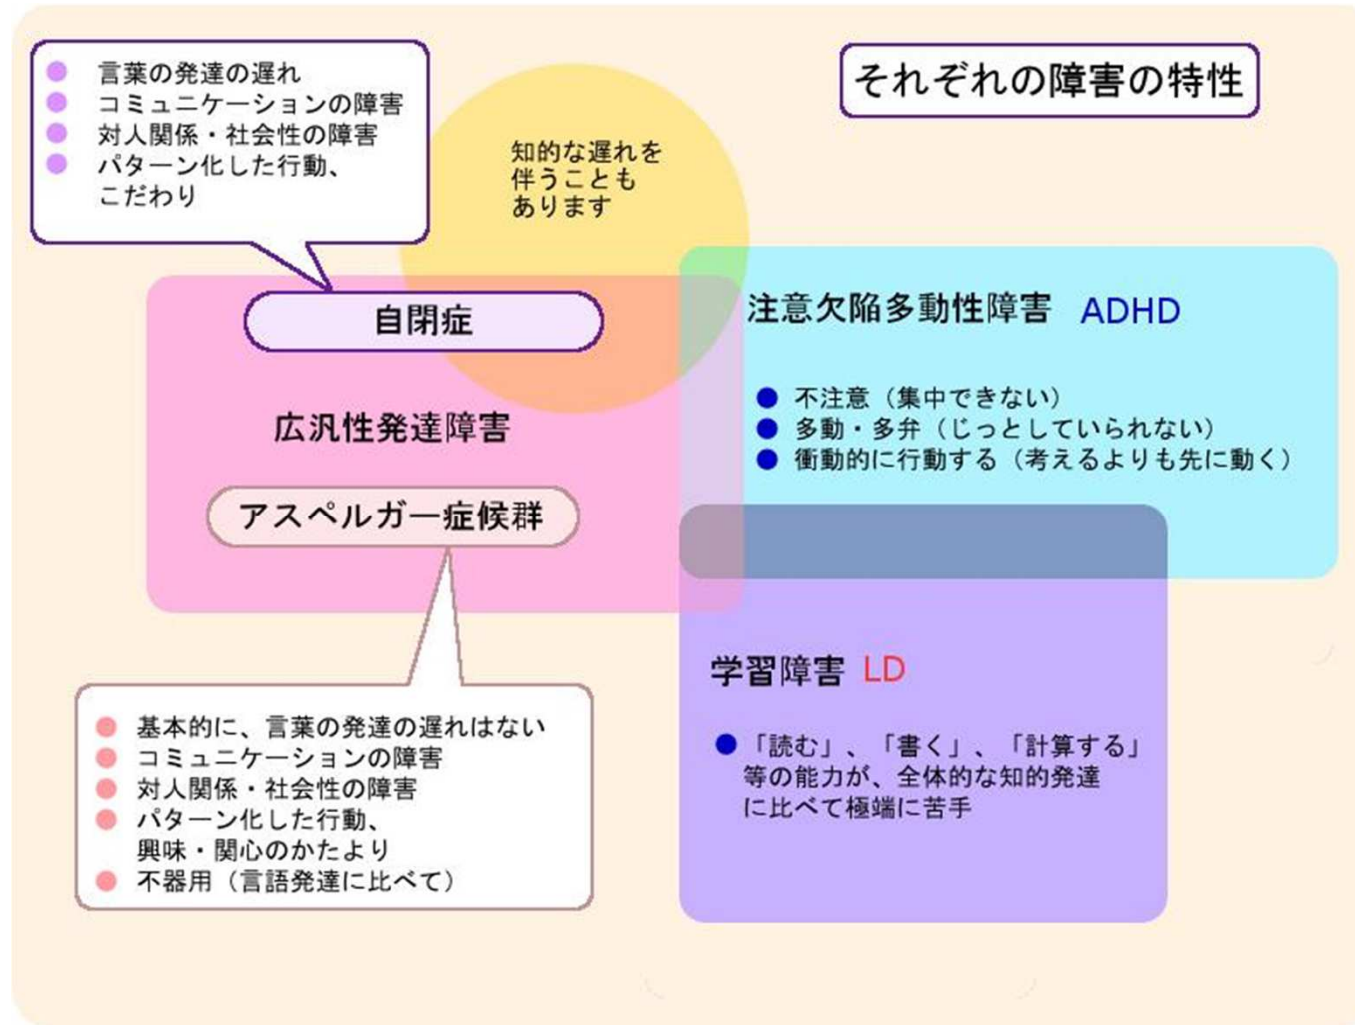 それぞれの障害の特性
● 言葉の発達の遅れ
● コミュニケーションの障害
● 対人関係・社会性の障害
● パターン化した行動、
こだわり
知的な遅れを
伴うことも
あります
自閉症
広汎性発達障害
アスペルガー症候群
● 基本的に、言葉の発達の遅れはない
● コミュニケーションの障害
● 対人関係・社会性の障害
● パターン化した行動、
興味・関心のかたより
● 不器用（言語発達に比べて）
注意欠陥多動性障害 ADHD
● 不注意（集中できない）
● 多動・多弁（じっとしていられない）
● 衝動的に行動する（考えるよりも先に動く）
学習障害 LD
● 「読む」、「書く」、「計算する」
等の能力が、全体的な知的発達
に比べて極端に苦手